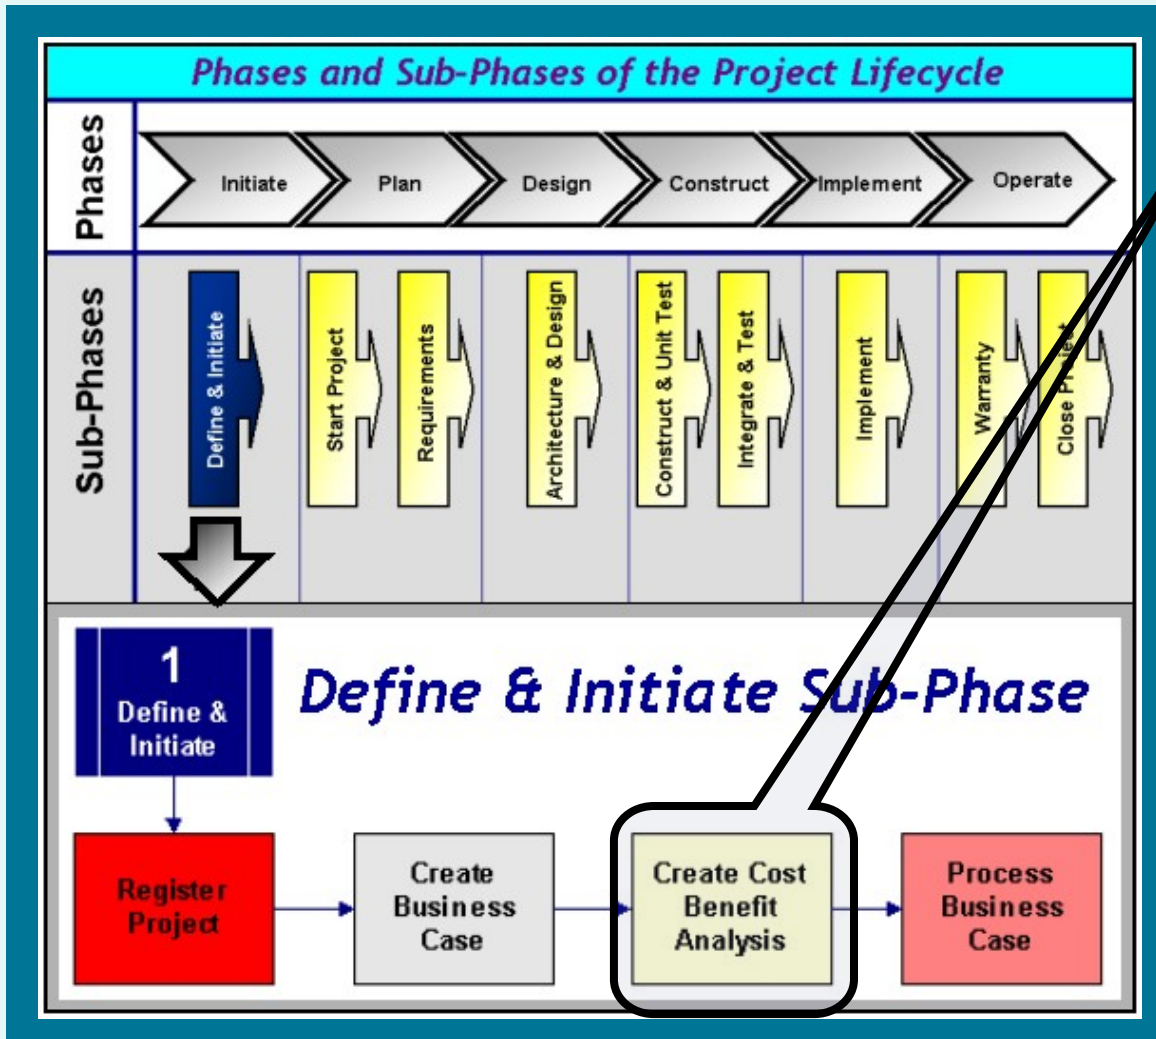 Phases and Sub-Phases of the Project Lifecycle
Phases
Initiate
Plan
Design
Construct
Implement
Operate
Sub-Phases
Define & Initiate
Start Project
Requirements
Architecture & Design
Construct & Unit Test
Integrate & Test
Implement
Warranty
Close Project
1
Define &
Initiate
Define & Initiate Sub-Phase
Register
Project
Create
Business
Case
Create Cost
Benefit
Analysis
Process
Business
Case